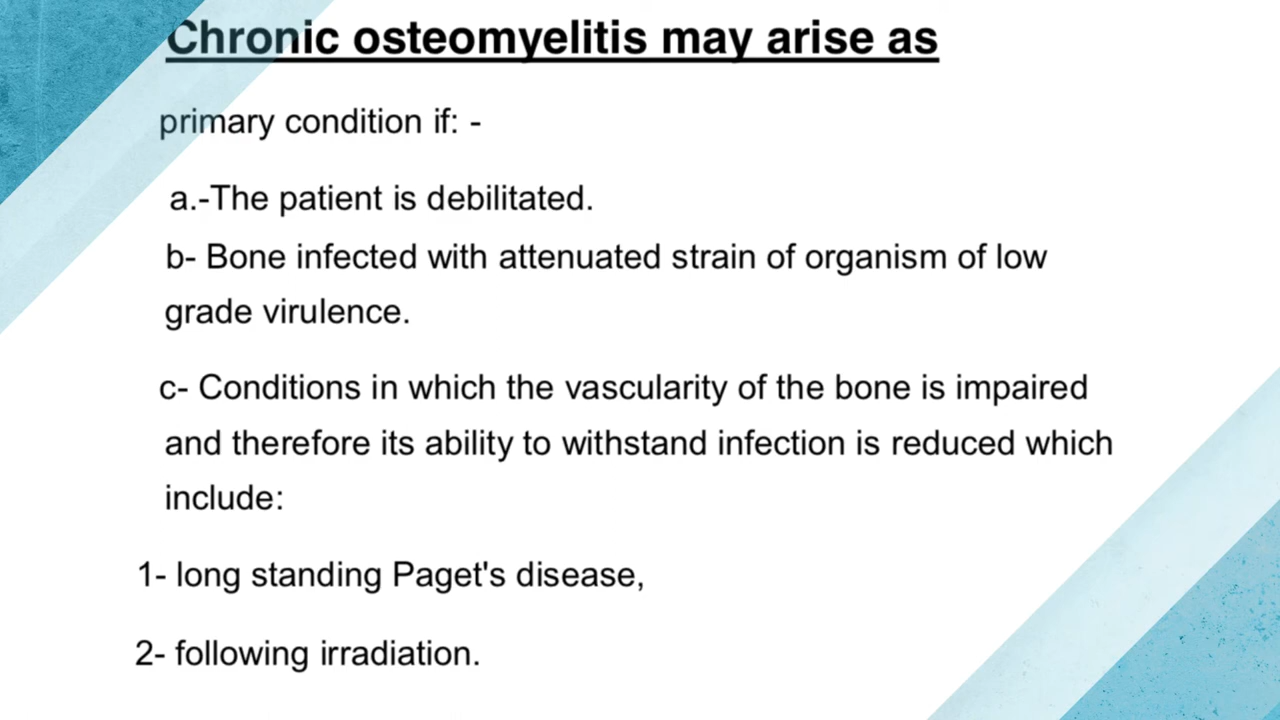 Chronic osteomyelitis may arise as
primary condition if: -
a.-The patient is debilitated.
b- Bone infected with attenuated strain of organism of low
grade virulence.
c- Conditions in which the vascularity of the bone is impaired
and therefore its ability to withstand infection is reduced which
include:
1- long standing Paget's disease,
2- following irradiation.